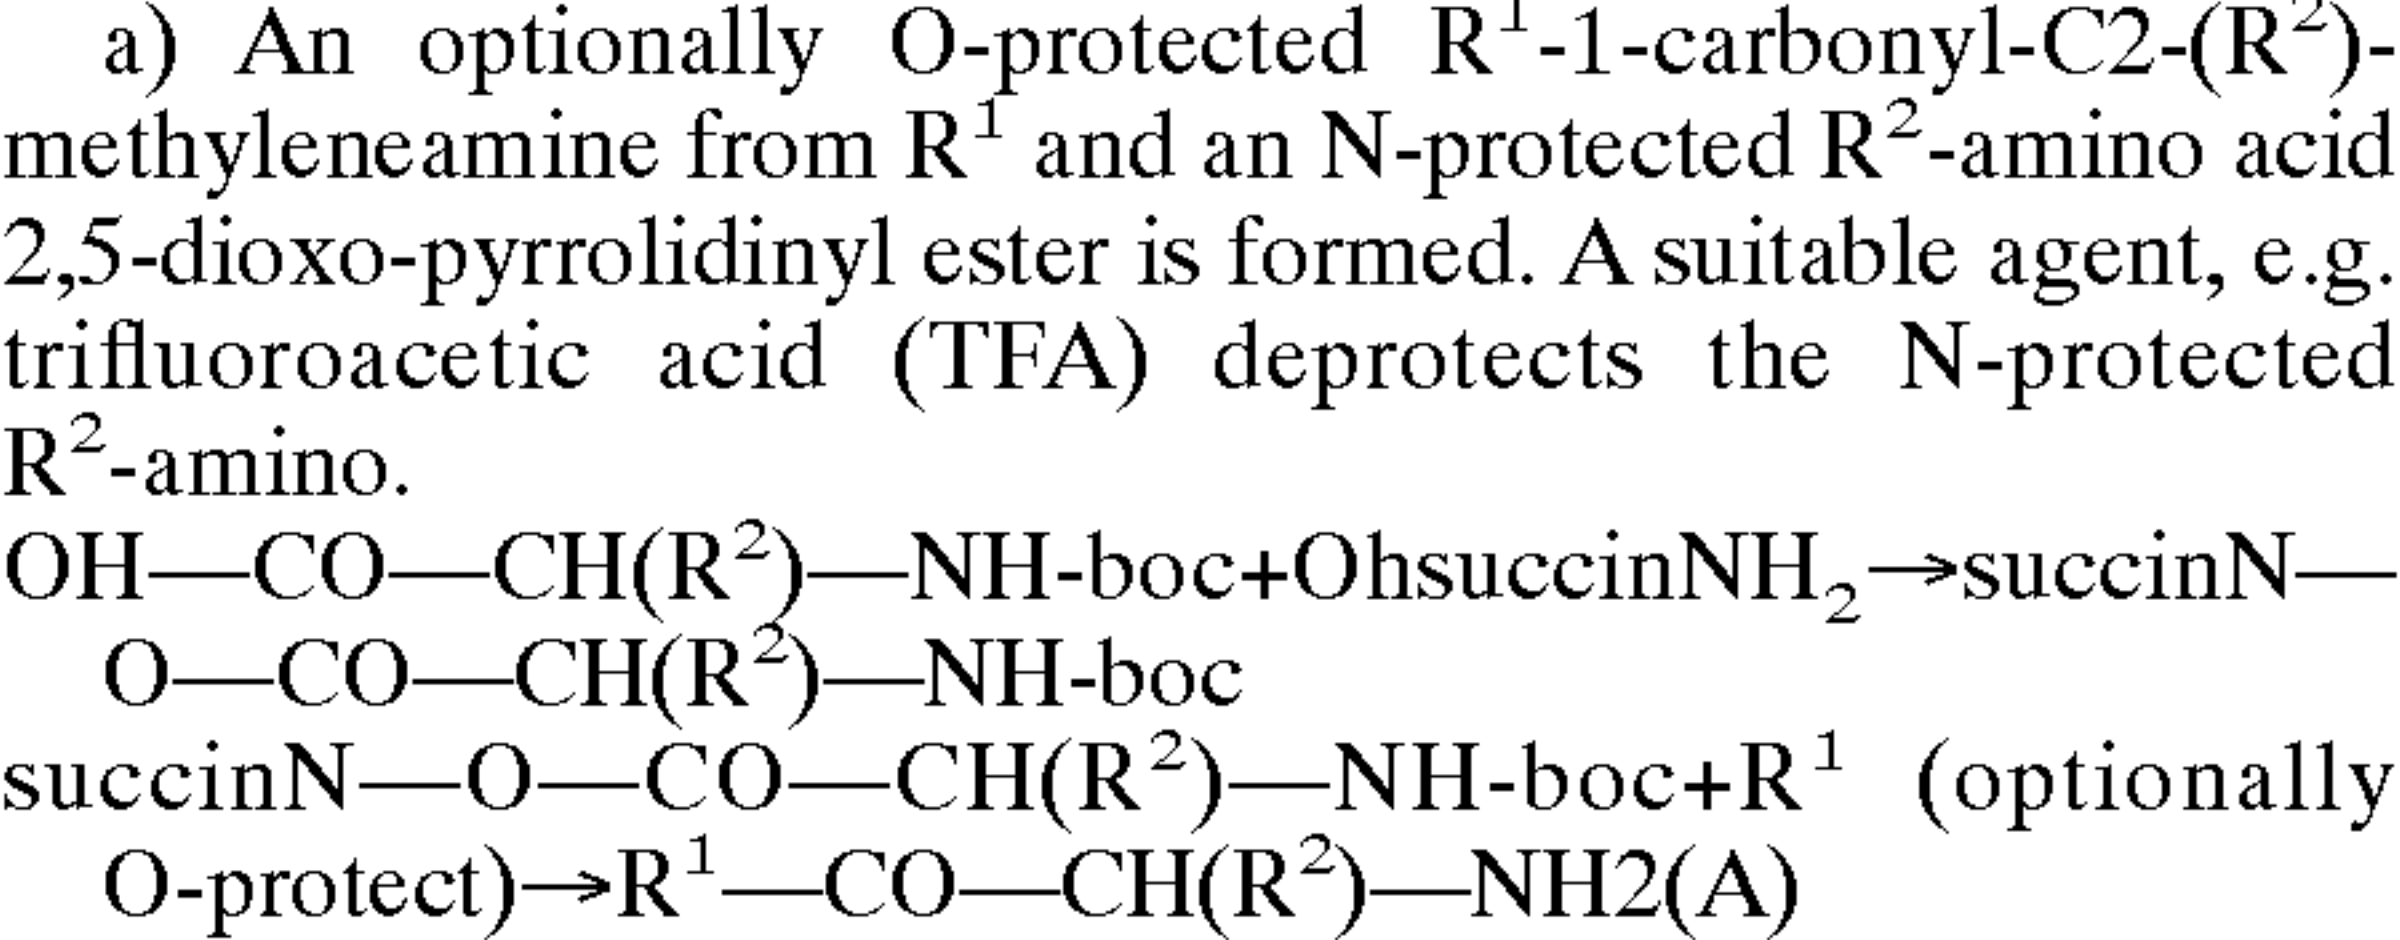 a) An optionally O-protected R¹-1-carbonyl-C2-(R²)-
methyleneamine from R¹ and an N-protected R²-amino acid
2,5-dioxo-pyrrolidinyl ester is formed. A suitable agent, e.g.
trifluoroacetic acid (TFA) deprotects the N-protected
R²-amino.
OH—CO—CH(R²)—NH-boc+OhsuccinNH₂→succinN—
O—CO—CH(R²)—NH-boc
succinN—O—CO—CH(R²)—NH-boc+R¹ (optionally
O-protect)→R¹—CO—CH(R²)—NH2(A)